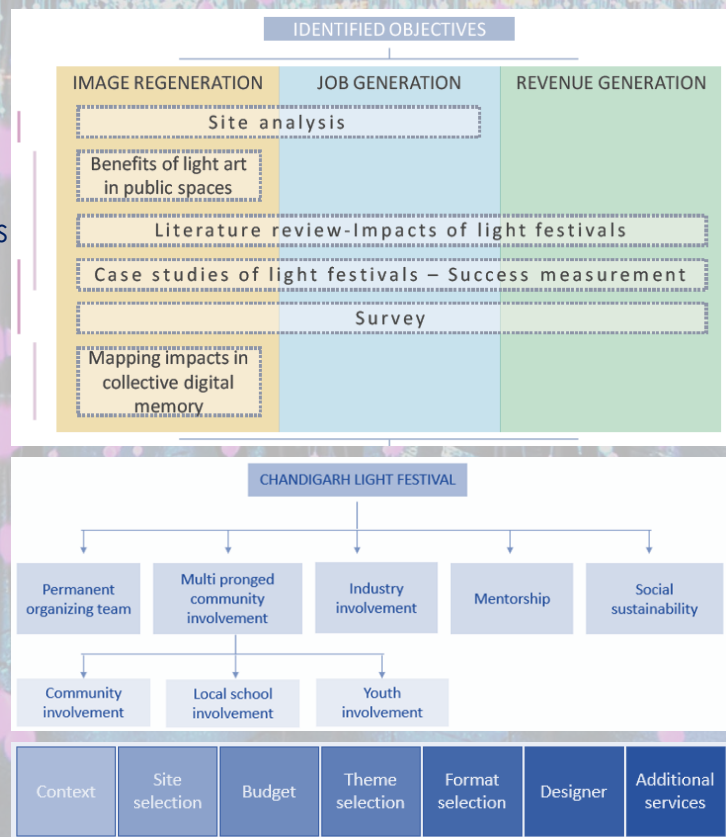 IDENTIFIED OBJECTIVES
IMAGE REGENERATION JOB GENERATION REVENUE GENERATION
Site analysis
Benefits of light art
in public spaces
s
Literature review-Impacts of light festivals
Case studies of light festivals – Success measurement
Survey
Mapping impacts in
collective digital
memory
CHANDIGARH LIGHT FESTIVAL
Permanent
organizing team
Multi pronged
community
involvement
Industry
involvement
Mentorship
Social
sustainability
Community
involvement
Local school
involvement
Youth
involvement
Context
Site
selection
Budget
Theme
selection
Format
selection
Designer
Additional
services